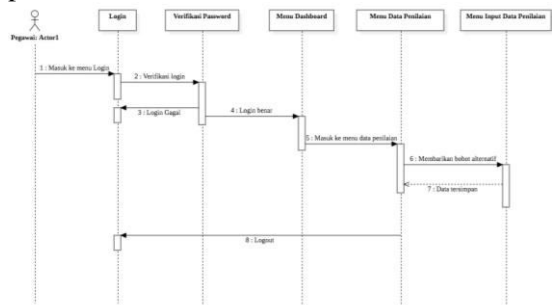 Login
Verifikasi Password
Menu Dashboard
Menu Data Penilaian
Menu Input Data Penilaian
Pegawai: Actor1
1 : Masuk ke menu Login
2 : Verifikasi login
3 : Login Gagal
4 : Login benar
5 : Masuk ke menu data penilaian
6 : Membarikan bobot alternatif
7 : Data tersimpan
8 : Logout